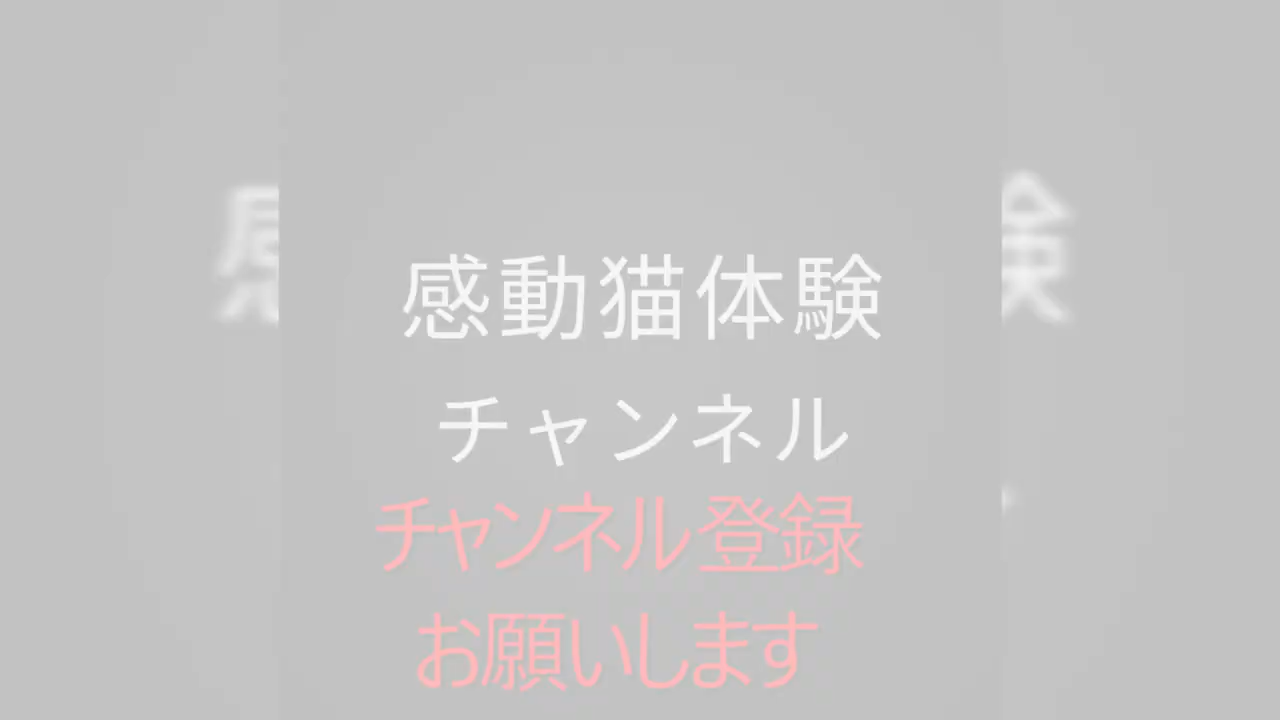 感動猫体験
チャンネル
チャンネル登録
お願いします